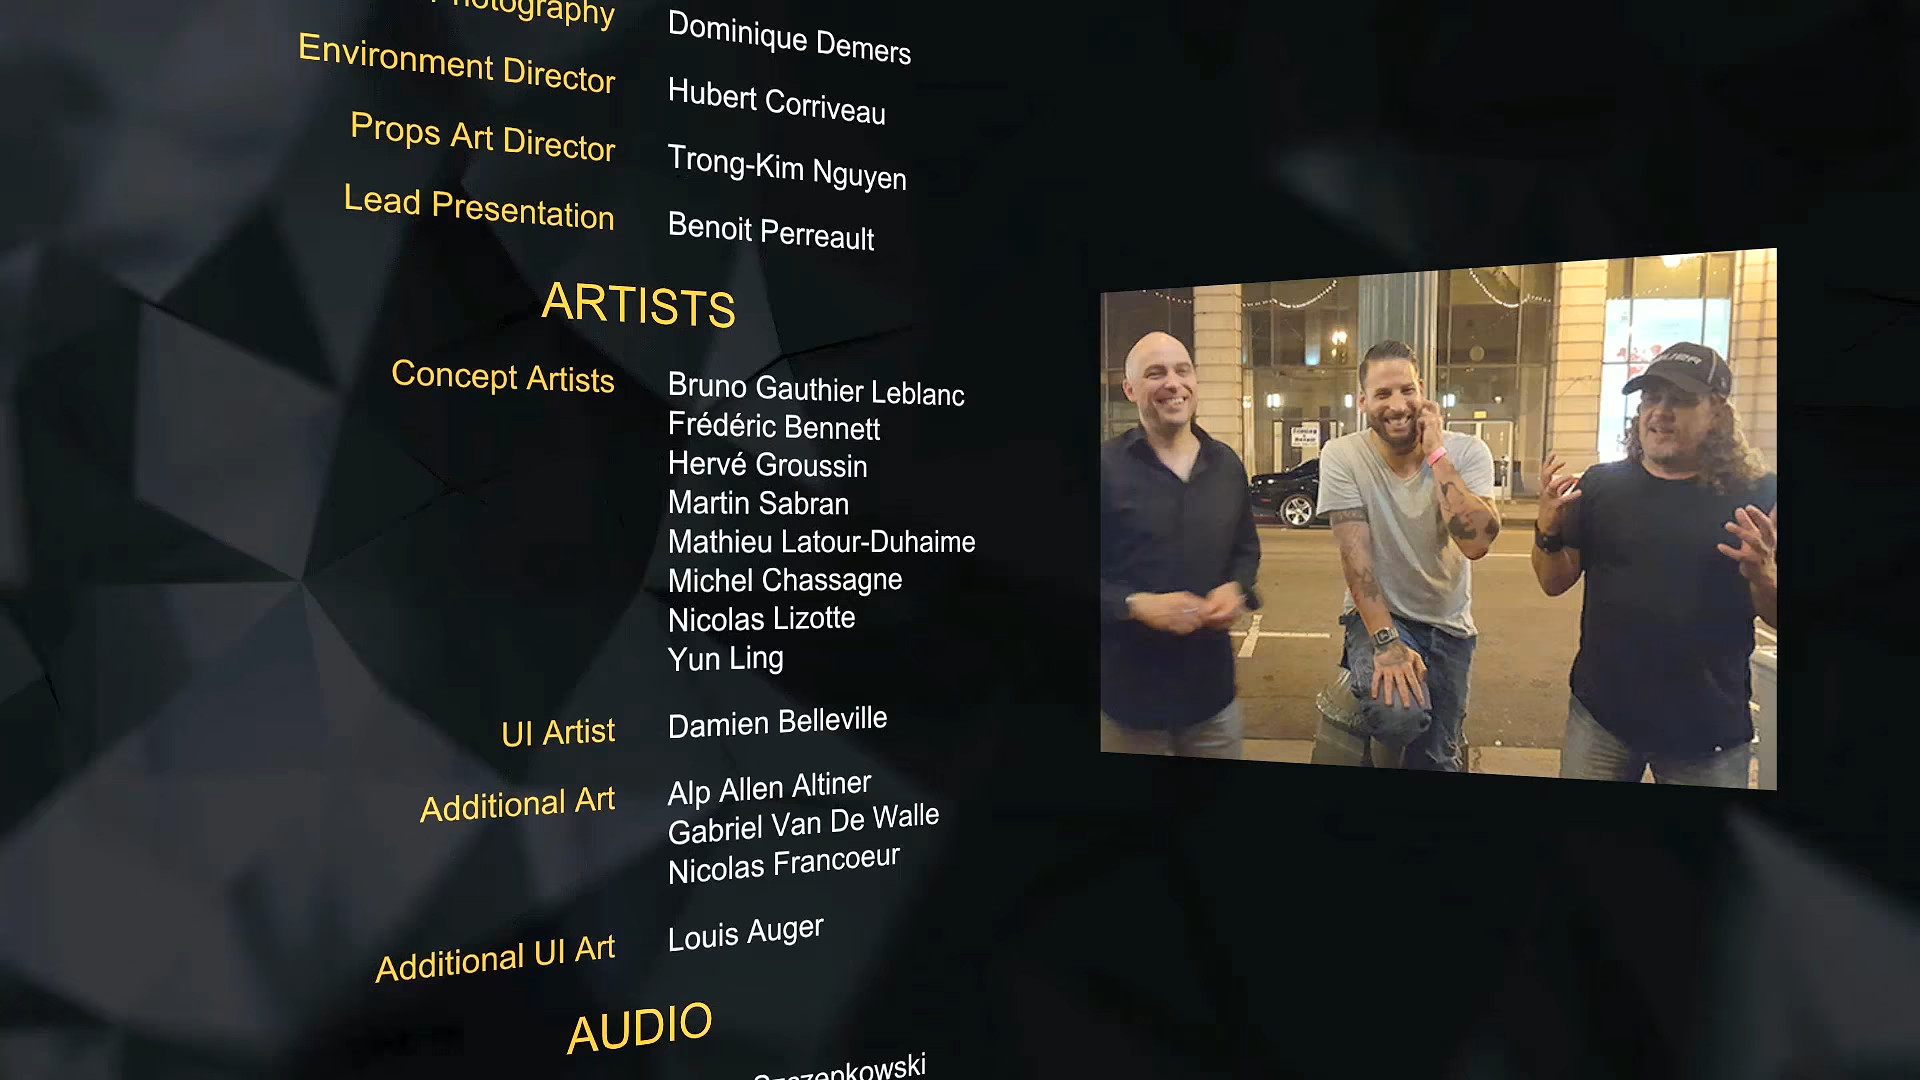 Photography Dominique Demers
Environment Director Hubert Corriveau
Props Art Director Trong-Kim Nguyen
Lead Presentation Benoit Perreault
ARTISTS
Concept Artists Bruno Gauthier Leblanc
Frédéric Bennett
Hervé Groussin
Martin Sabran
Mathieu Latour-Duhaime
Michel Chassagne
Nicolas Lizotte
Yun Ling
UI Artist Damien Belleville
Additional Art Alp Allen Altiner
Gabriel Van De Walle
Nicolas Francoeur
Additional UI Art Louis Auger
AUDIO
Szczepkowski